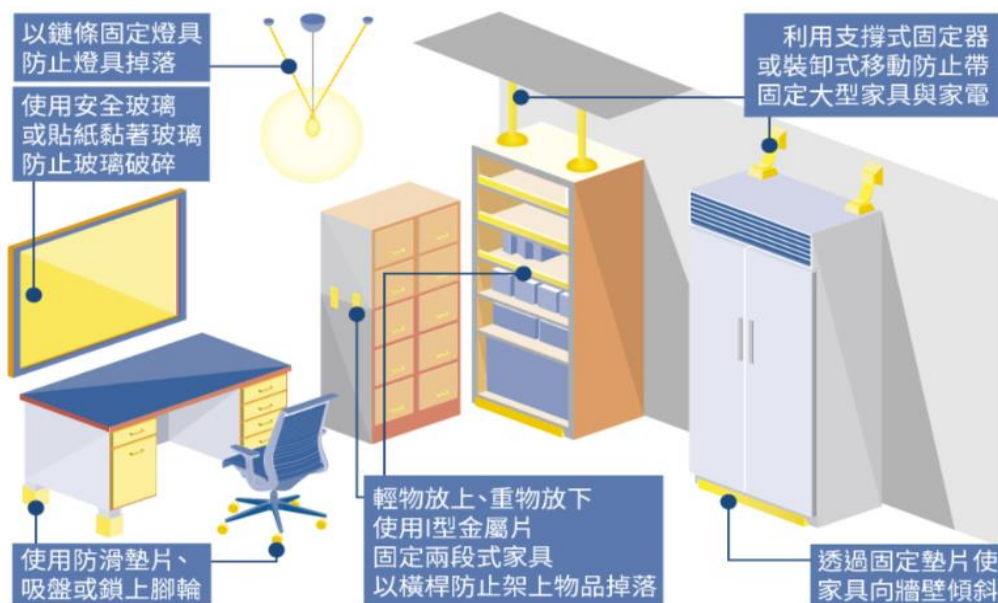 以鏈條固定燈具
防止燈具掉落
使用安全玻璃
或貼紙黏著玻璃
防止玻璃破碎
利用支撐式固定器
或裝卸式移動防止帶
固定大型家具與家電
使用防滑墊片、
吸盤或鎖上腳輪
輕物放上、重物放下
使用I型金屬片
固定兩段式家具
以橫桿防止架上物品掉落
透過固定墊片使
家具向牆壁傾斜